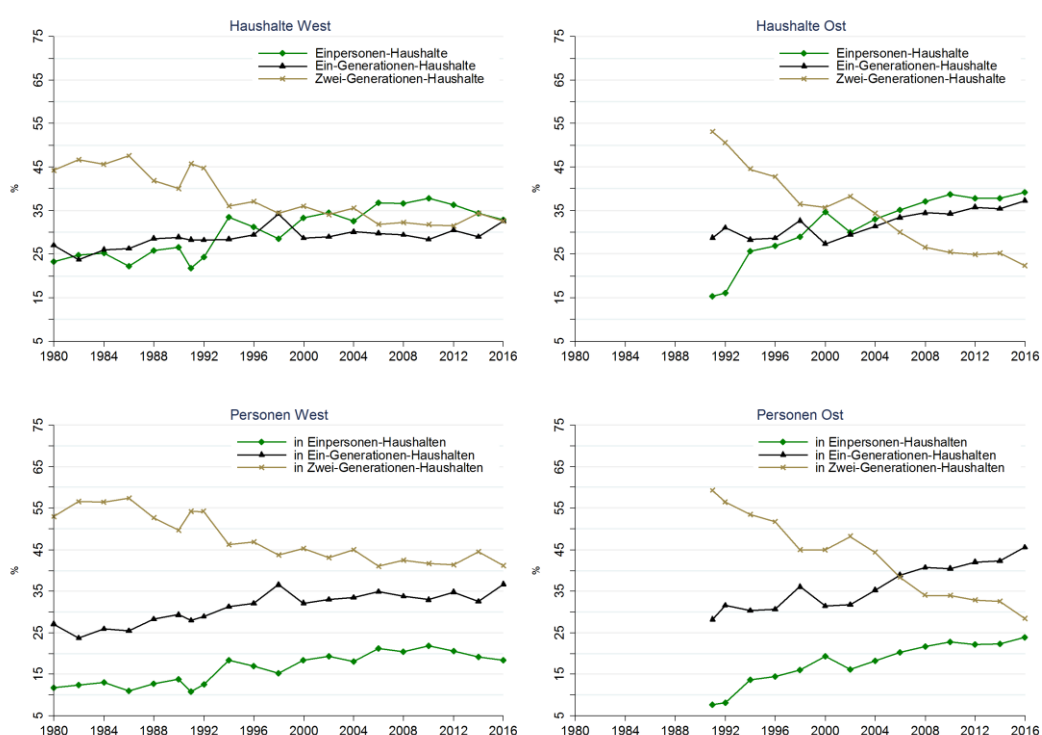 Haushalte West
75
65
55
45
35
25
15
5
%
Einpersonen-Haushalte
Ein-Generationen-Haushalte
Zwei-Generationen-Haushalte
1980 1984 1988 1992 1996 2000 2004 2008 2012 2016
Haushalte Ost
75
65
55
45
35
25
15
5
%
Einpersonen-Haushalte
Ein-Generationen-Haushalte
Zwei-Generationen-Haushalte
1980 1984 1988 1992 1996 2000 2004 2008 2012 2016
Personen West
75
65
55
45
35
25
15
5
%
in Einpersonen-Haushalten
in Ein-Generationen-Haushalten
in Zwei-Generationen-Haushalten
1980 1984 1988 1992 1996 2000 2004 2008 2012 2016
Personen Ost
75
65
55
45
35
25
15
5
%
in Einpersonen-Haushalten
in Ein-Generationen-Haushalten
in Zwei-Generationen-Haushalten
1980 1984 1988 1992 1996 2000 2004 2008 2012 2016